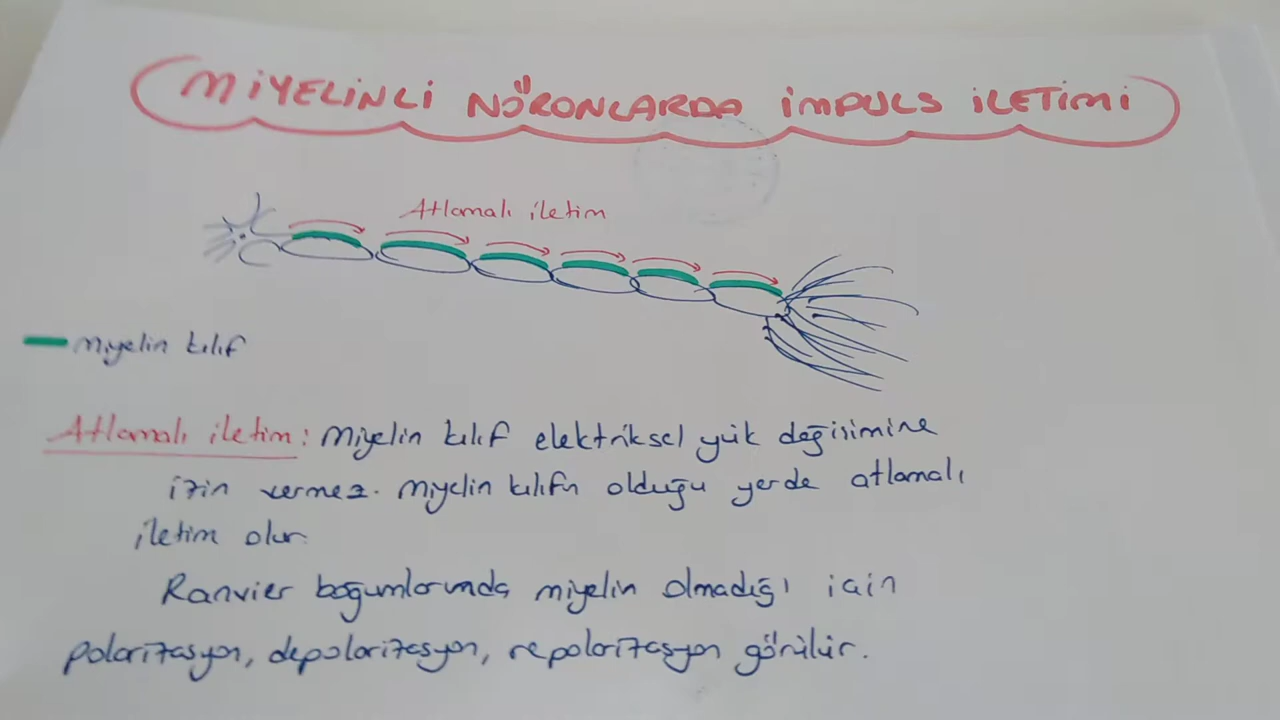 MİYELİNLİ NÖRONLARDA İMPULS İLETİMİ
Atlamalı iletim
Miyelin kılıf
Atlamalı iletim: Miyelin kılıf elektriksel yük değişimine
izin vermez. Miyelin kılıfın olduğu yerde atlamalı
iletim olur.
Ranvier boğumlarında miyelin olmadığı için
polarizasyon, depolarizasyon, repolarizasyon görülür.